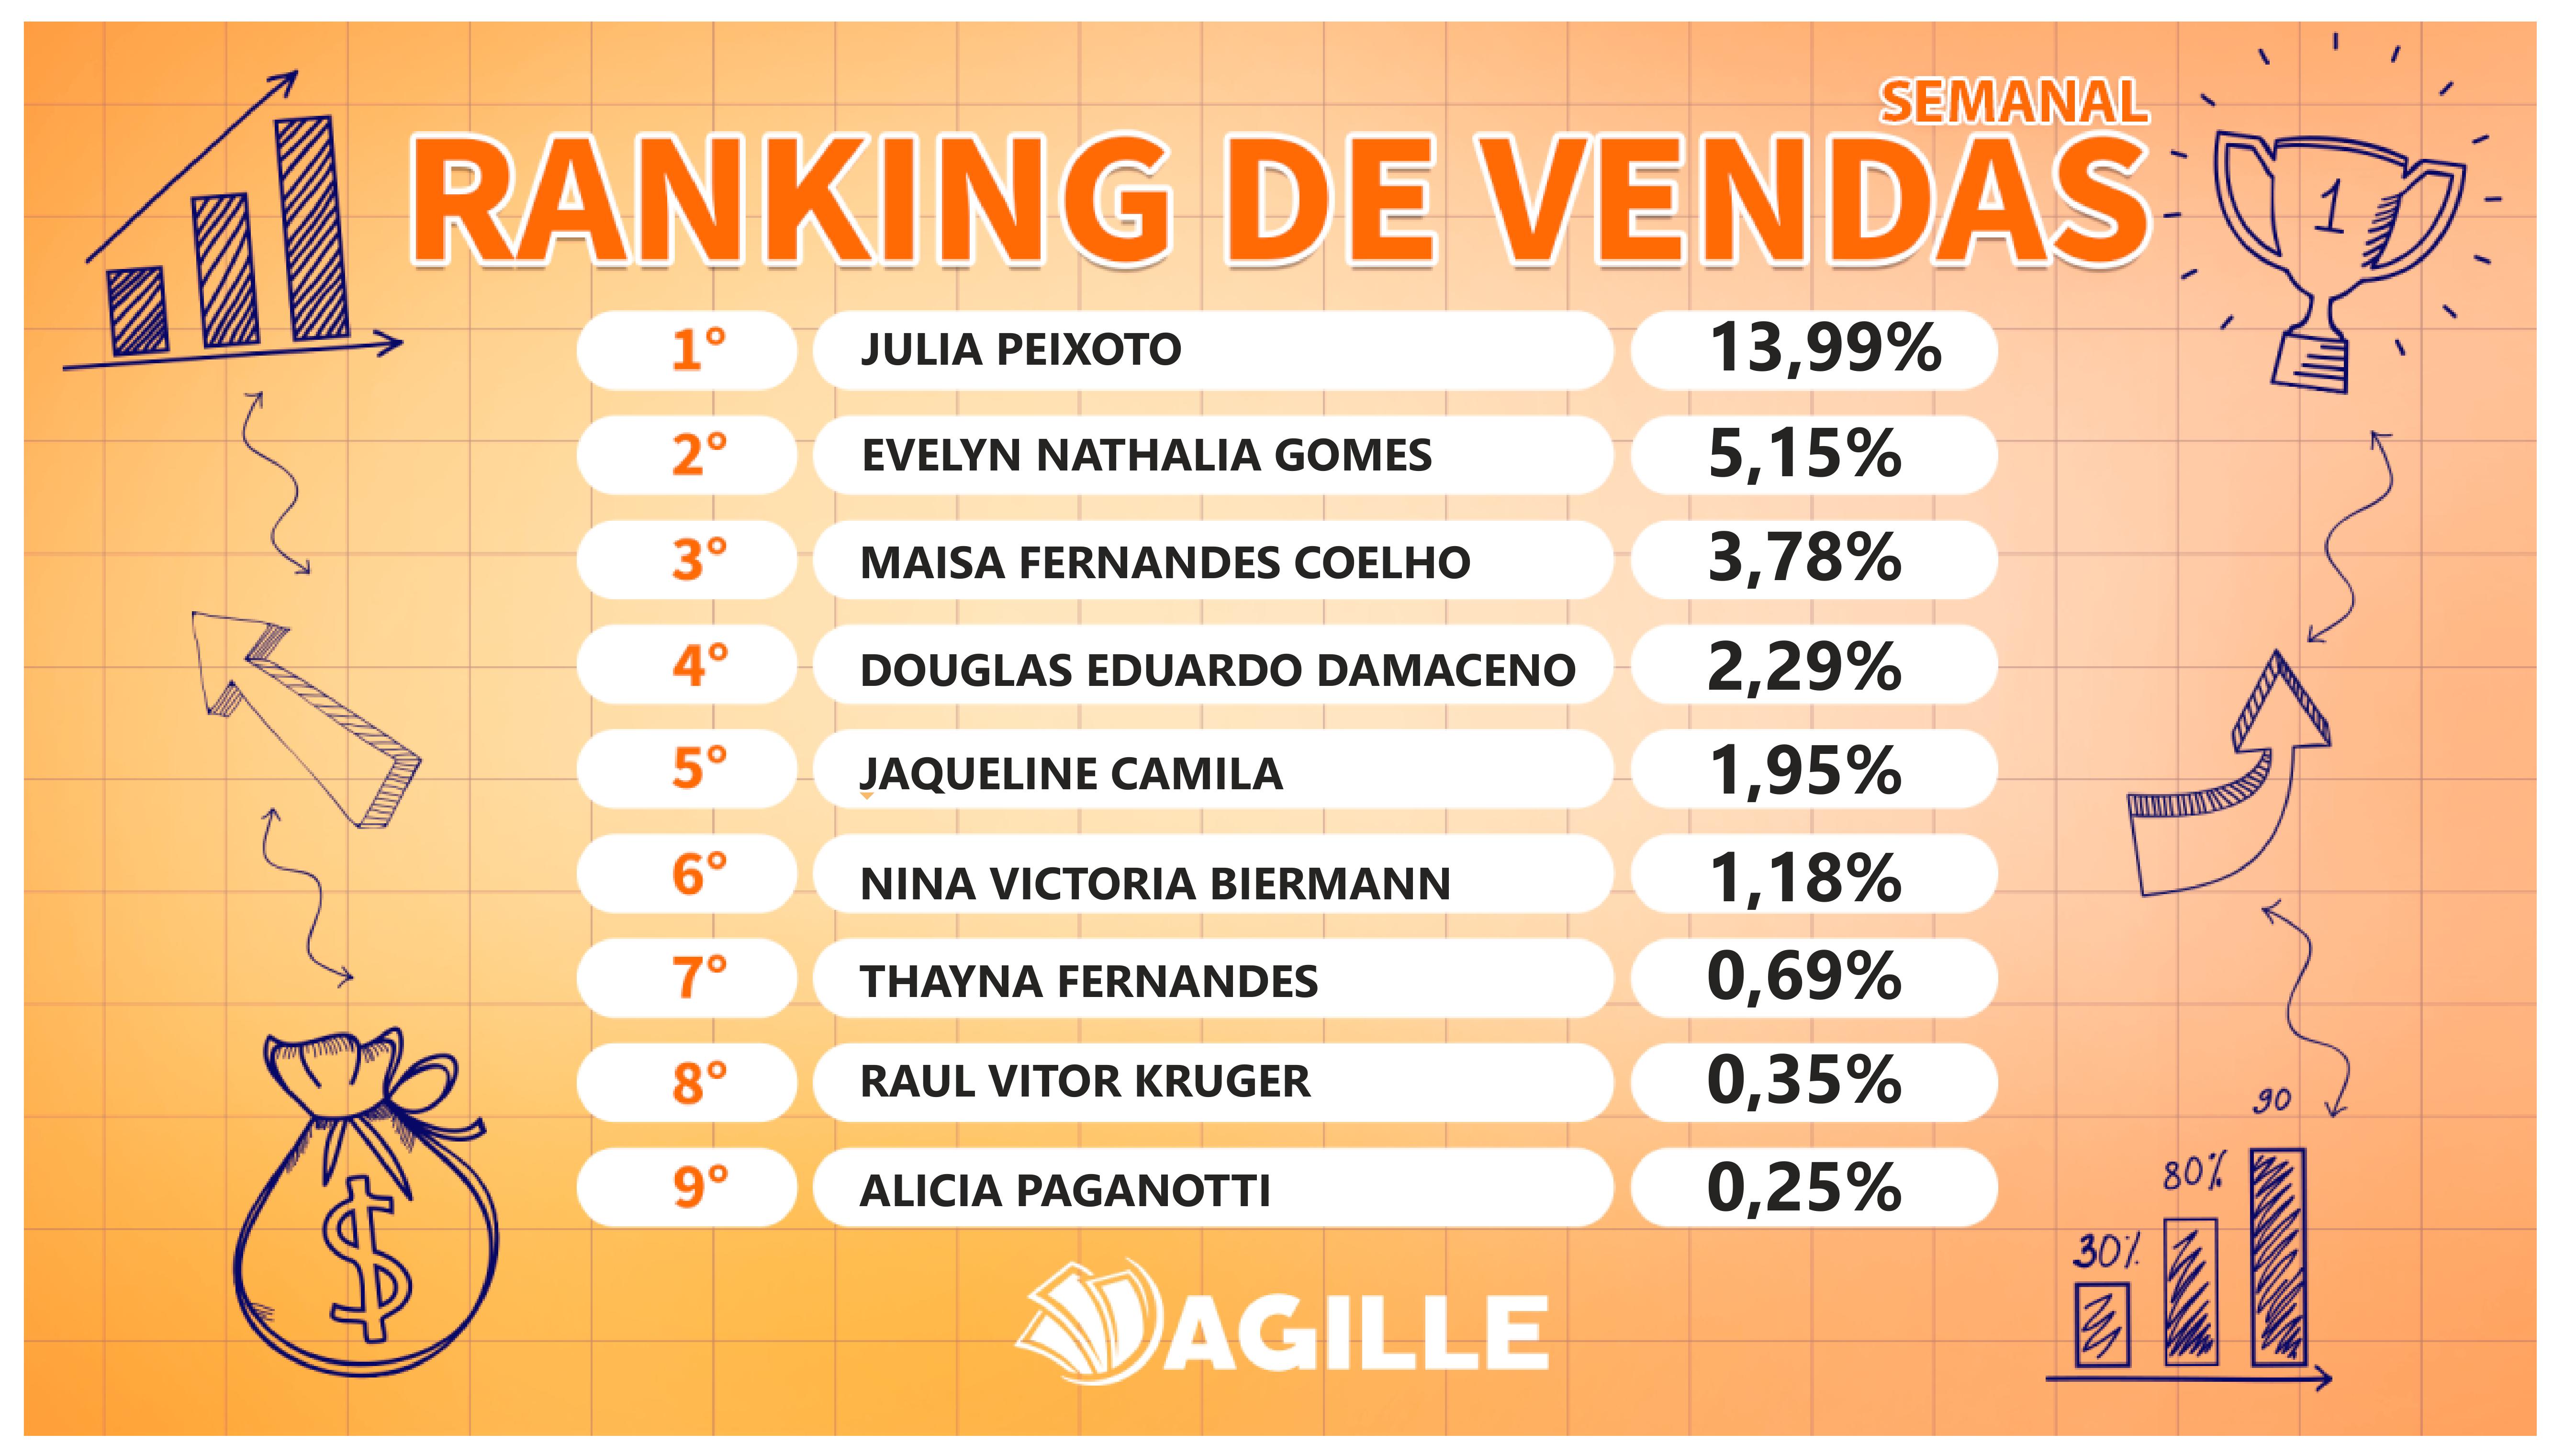 SEMANAL
RANKING DE VENDAS
1
1° JULIA PEIXOTO 13,99%
2° EVELYN NATHALIA GOMES 5,15%
3° MAISA FERNANDES COELHO 3,78%
4° DOUGLAS EDUARDO DAMACENO 2,29%
5° JAQUELINE CAMILA 1,95%
6° NINA VICTORIA BIERMANN 1,18%
7° THAYNA FERNANDES 0,69%
8° RAUL VITOR KRUGER 0,35%
9° ALICIA PAGANOTTI 0,25%
$
90
80%
30%
AGILLE